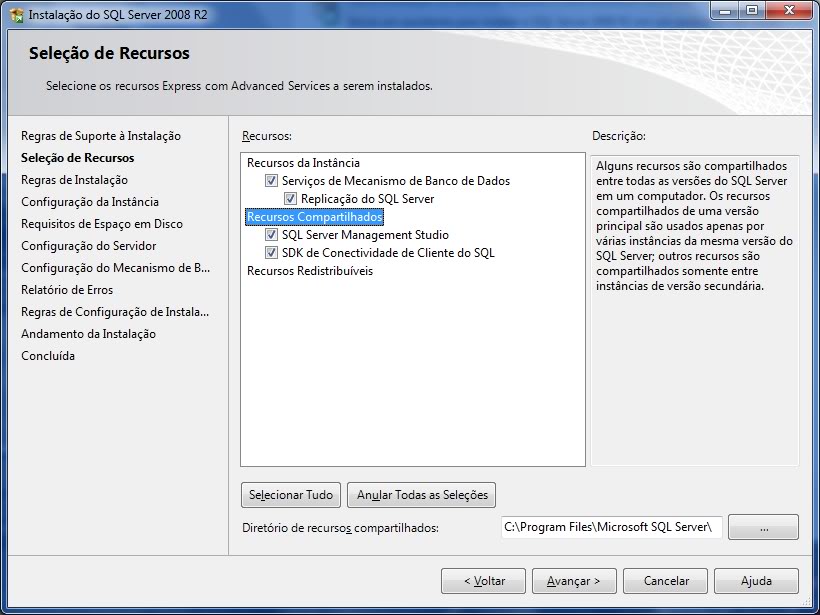 Instalação do SQL Server 2008 R2
Seleção de Recursos
Selecione os recursos Express com Advanced Services a serem instalados.
Regras de Suporte à Instalação
Seleção de Recursos
Regras de Instalação
Configuração da Instância
Requisitos de Espaço em Disco
Configuração do Servidor
Configuração do Mecanismo de B...
Relatório de Erros
Regras de Configuração de Instala...
Andamento da Instalação
Concluída
Recursos:
Recursos da Instância
Serviços de Mecanismo de Banco de Dados
Replicação do SQL Server
Recursos Compartilhados
SQL Server Management Studio
SDK de Conectividade de Cliente do SQL
Recursos Redistribuíveis
Descrição:
Alguns recursos são compartilhados
entre todas as versões do SQL Server
em um computador. Os recursos
compartilhados de uma versão
principal são usados apenas por
várias instâncias da mesma versão do
SQL Server; outros recursos são
compartilhados somente entre
instâncias de versão secundária.
Selecionar Tudo
Anular Todas as Seleções
Diretório de recursos compartilhados:
C:\Program Files\Microsoft SQL Server\
...
< Voltar
Avançar >
Cancelar
Ajuda